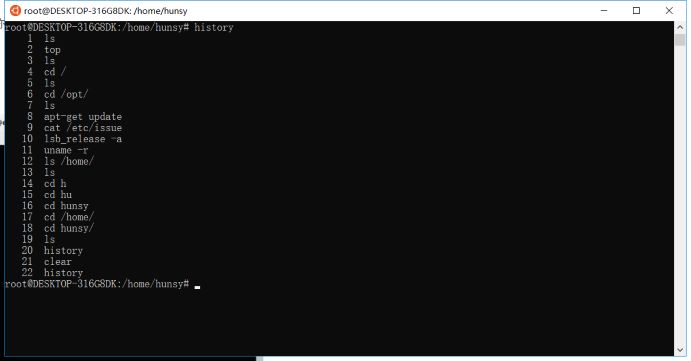 root@DESKTOP-316G8DK: /home/hunsy
root@DESKTOP-316G8DK:/home/hunsy# history
1 ls
2 top
3 ls
4 cd /
5 ls
6 cd /opt/
7 ls
8 apt-get update
9 cat /etc/issue
10 lsb_release -a
11 uname -r
12 ls /home/
13 ls
14 cd h
15 cd hu
16 cd hunsy
17 cd /home/
18 cd hunsy/
19 ls
20 history
21 clear
22 history
root@DESKTOP-316G8DK:/home/hunsy#